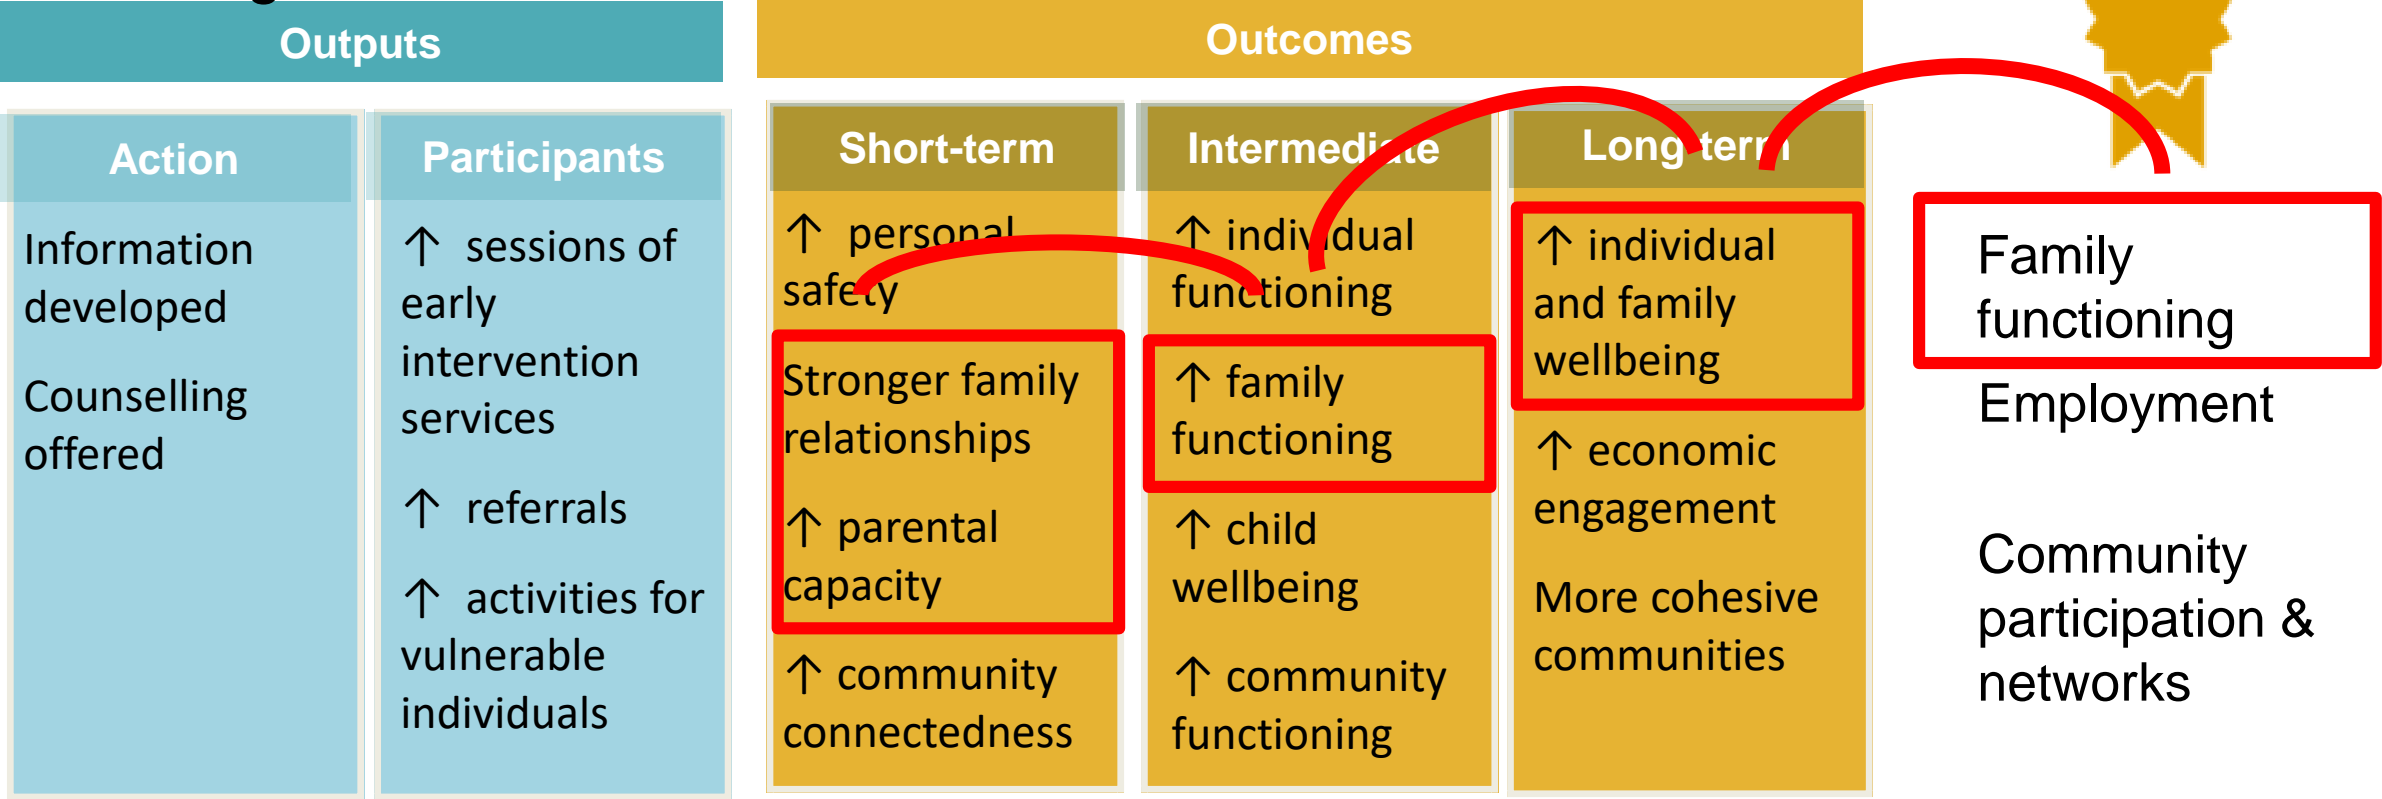 Outputs
Outcomes
Action
Information
developed
Counselling
offered
Participants
↑ sessions of
early
intervention
services
↑ referrals
↑ activities for
vulnerable
individuals
Short-term
↑ personal
safety
Stronger family
relationships
↑ parental
capacity
↑ community
connectedness
Intermediate
↑ individual
functioning
↑ family
functioning
↑ child
wellbeing
↑ community
functioning
Long-term
↑ individual
and family
wellbeing
↑ economic
engagement
More cohesive
communities
Family
functioning
Employment
Community
participation &
networks